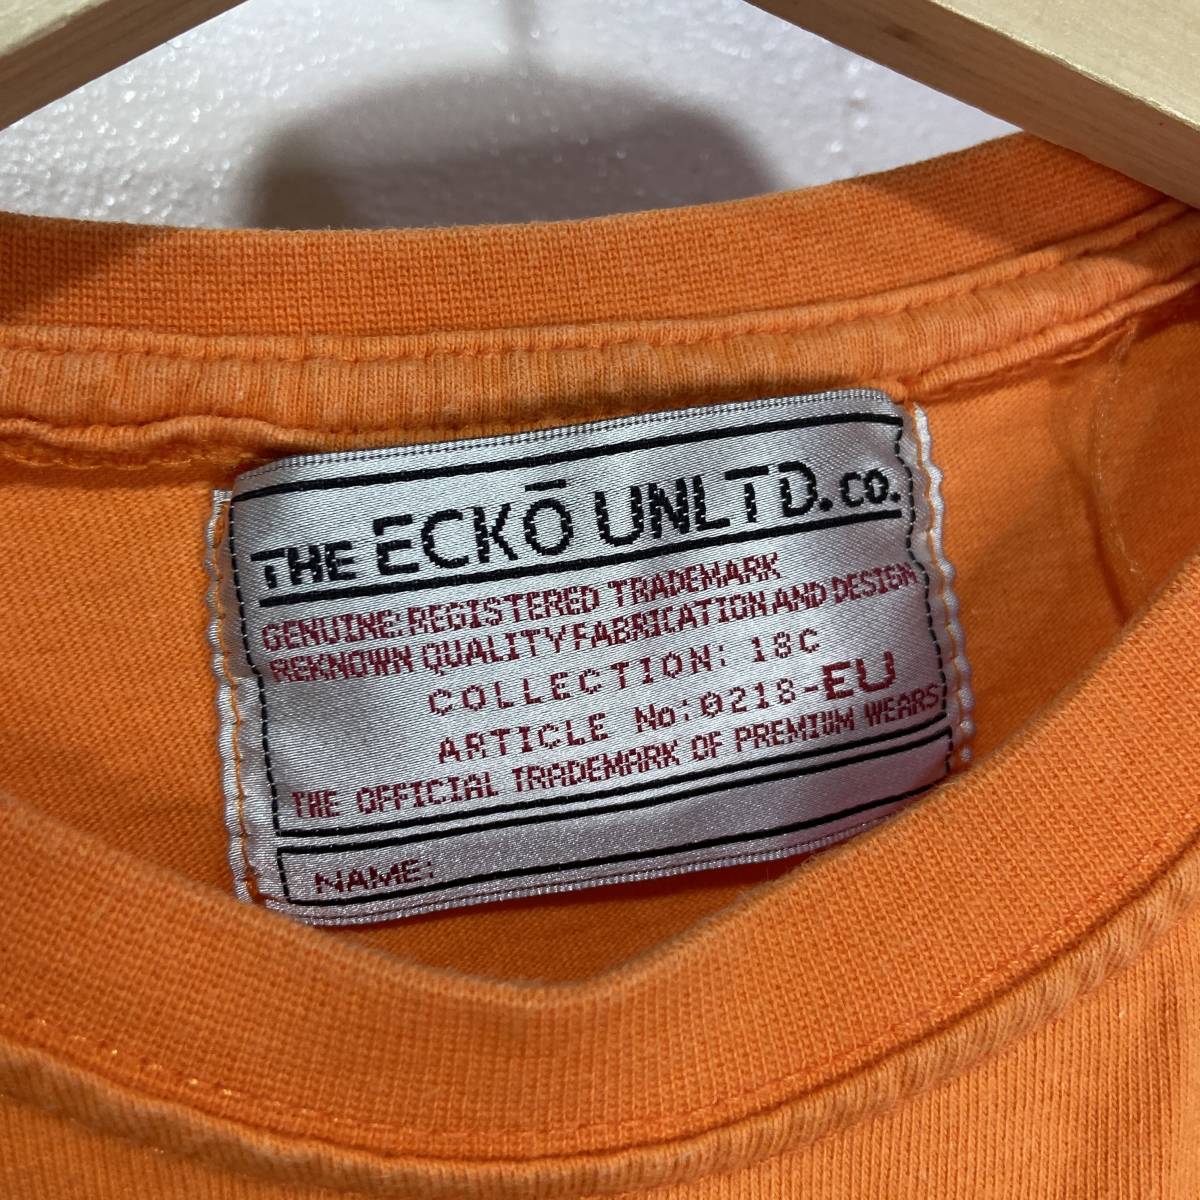 THE ECKŌ UNLTD.CO.
GENUINE REGISTERED TRADEMARK
REKNOWN QUALITY FABRICATION AND DESIGN
COLLECTION: 18C
ARTICLE No: 0218-EU
THE OFFICIAL TRADEMARK OF PREMIUM WEARS
NAME: